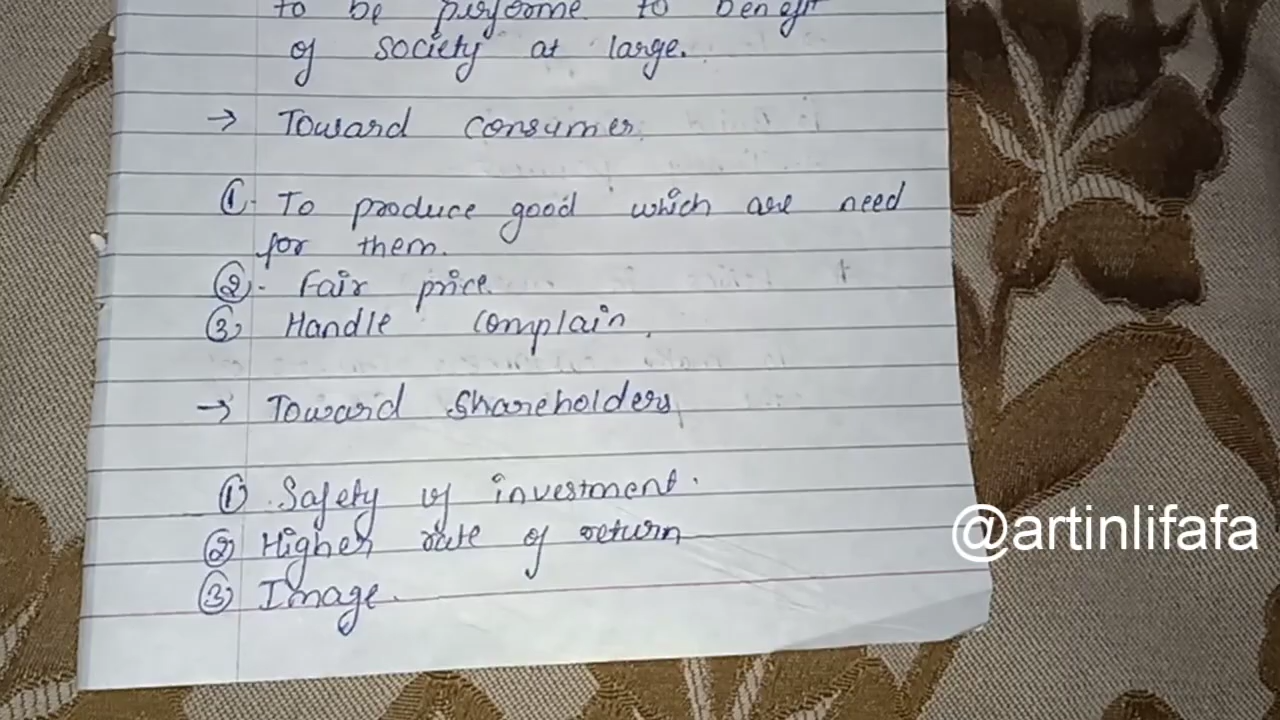 to be purfome to benefit
of society at large.
→ Toward consumer.
①. To produce good which are need
for them.
②. Fair price.
③ Handle complain.
→ Toward Shareholders
① Safety of investment.
② Higher rate of return
③ Image.
@artinlifafa